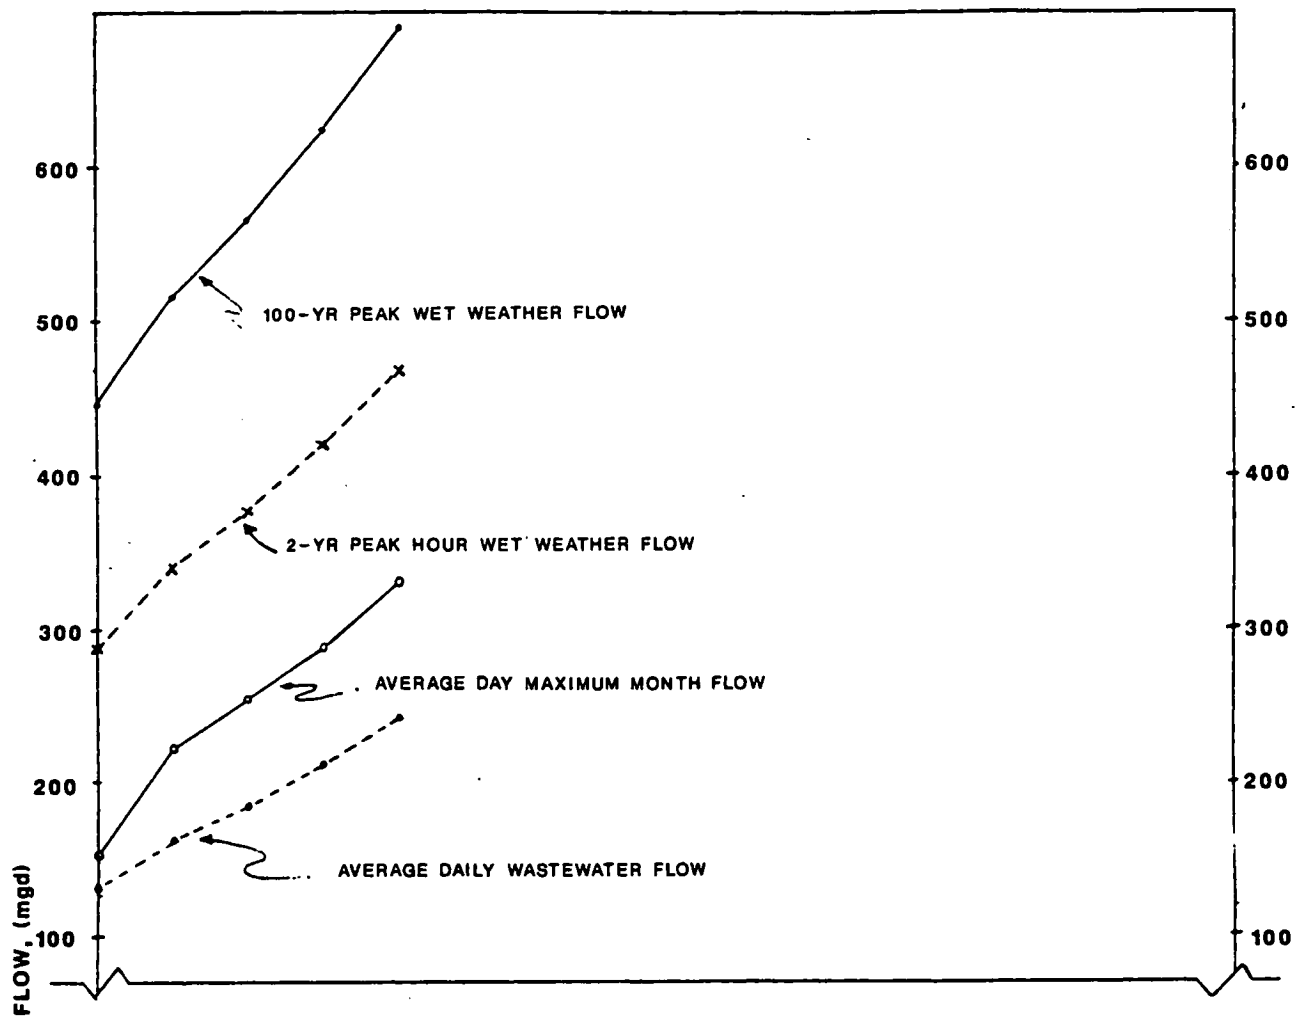 600
600
500
500
100-YR PEAK WET WEATHER FLOW
400
400
2-YR PEAK HOUR WET WEATHER FLOW
300
300
AVERAGE DAY MAXIMUM MONTH FLOW
200
200
AVERAGE DAILY WASTEWATER FLOW
100
100
FLOW, (mgd)